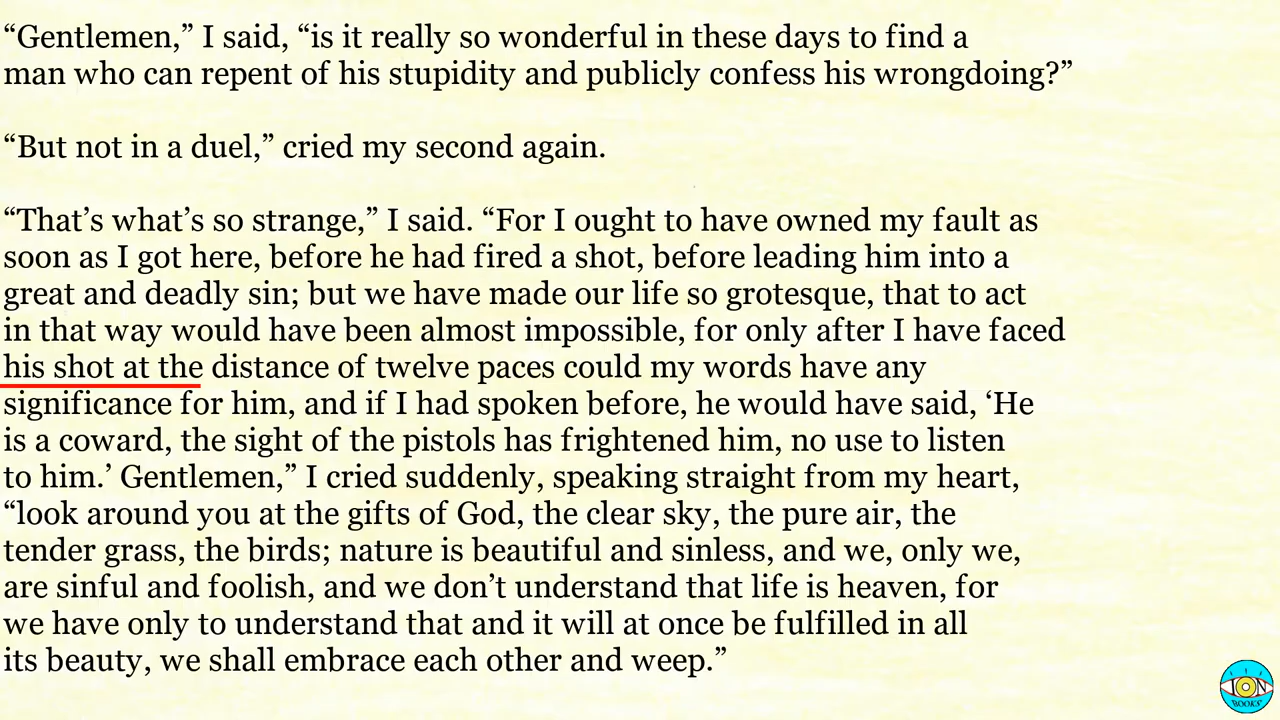 “Gentlemen,” I said, “is it really so wonderful in these days to find a
man who can repent of his stupidity and publicly confess his wrongdoing?”
“But not in a duel,” cried my second again.
“That’s what’s so strange,” I said. “For I ought to have owned my fault as
soon as I got here, before he had fired a shot, before leading him into a
great and deadly sin; but we have made our life so grotesque, that to act
in that way would have been almost impossible, for only after I have faced
his shot at the distance of twelve paces could my words have any
significance for him, and if I had spoken before, he would have said, ‘He
is a coward, the sight of the pistols has frightened him, no use to listen
to him.’ Gentlemen,” I cried suddenly, speaking straight from my heart,
“look around you at the gifts of God, the clear sky, the pure air, the
tender grass, the birds; nature is beautiful and sinless, and we, only we,
are sinful and foolish, and we don’t understand that life is heaven, for
we have only to understand that and it will at once be fulfilled in all
its beauty, we shall embrace each other and weep.”
ION
BOOKS